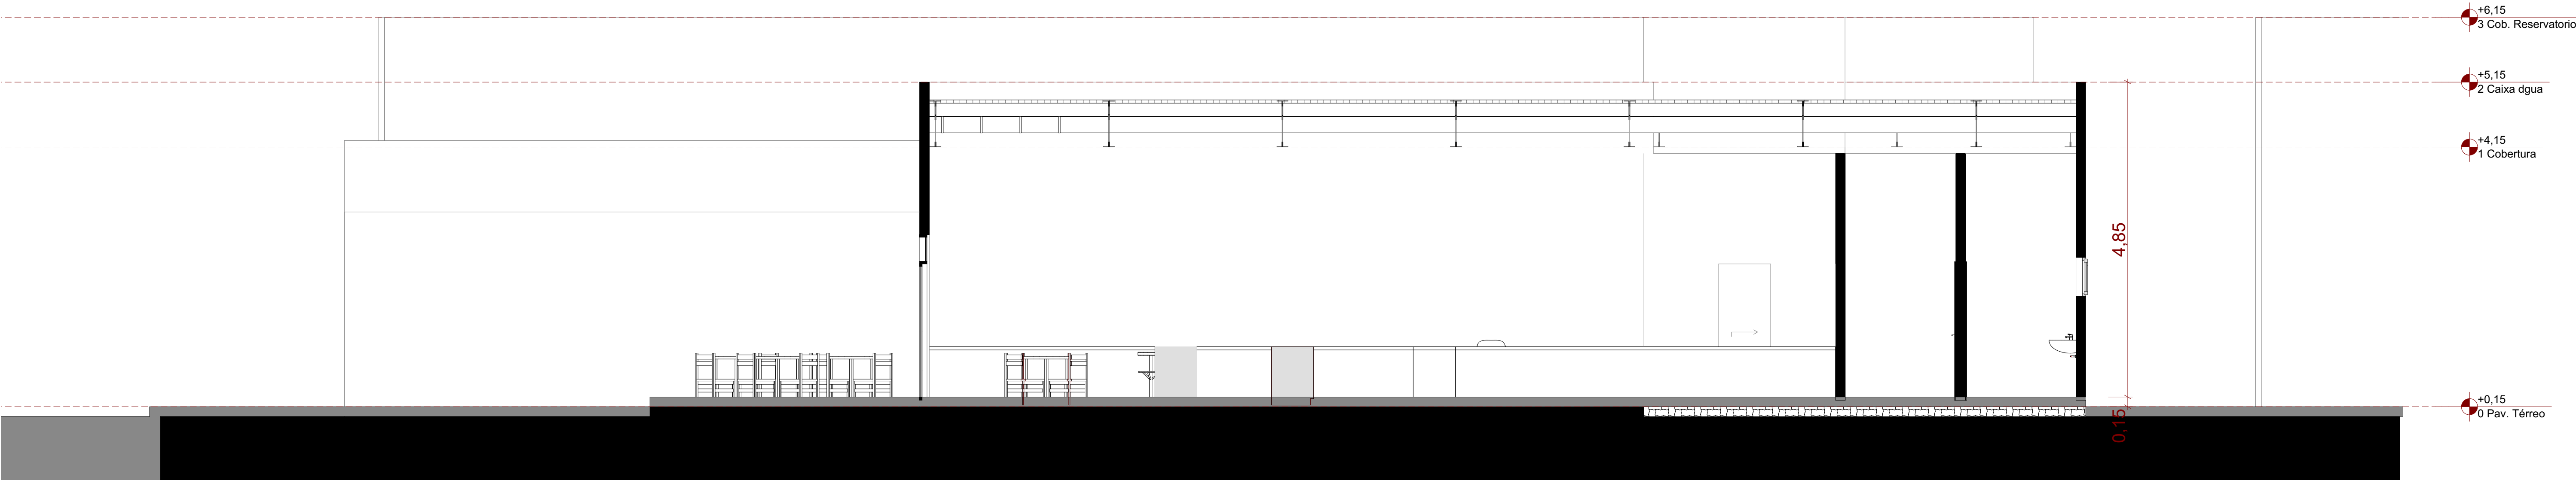 +6,15
3 Cob. Reservatorio
+5,15
2 Caixa dgua
+4,15
1 Cobertura
4,85
+0,15
0 Pav. Térreo
0,15